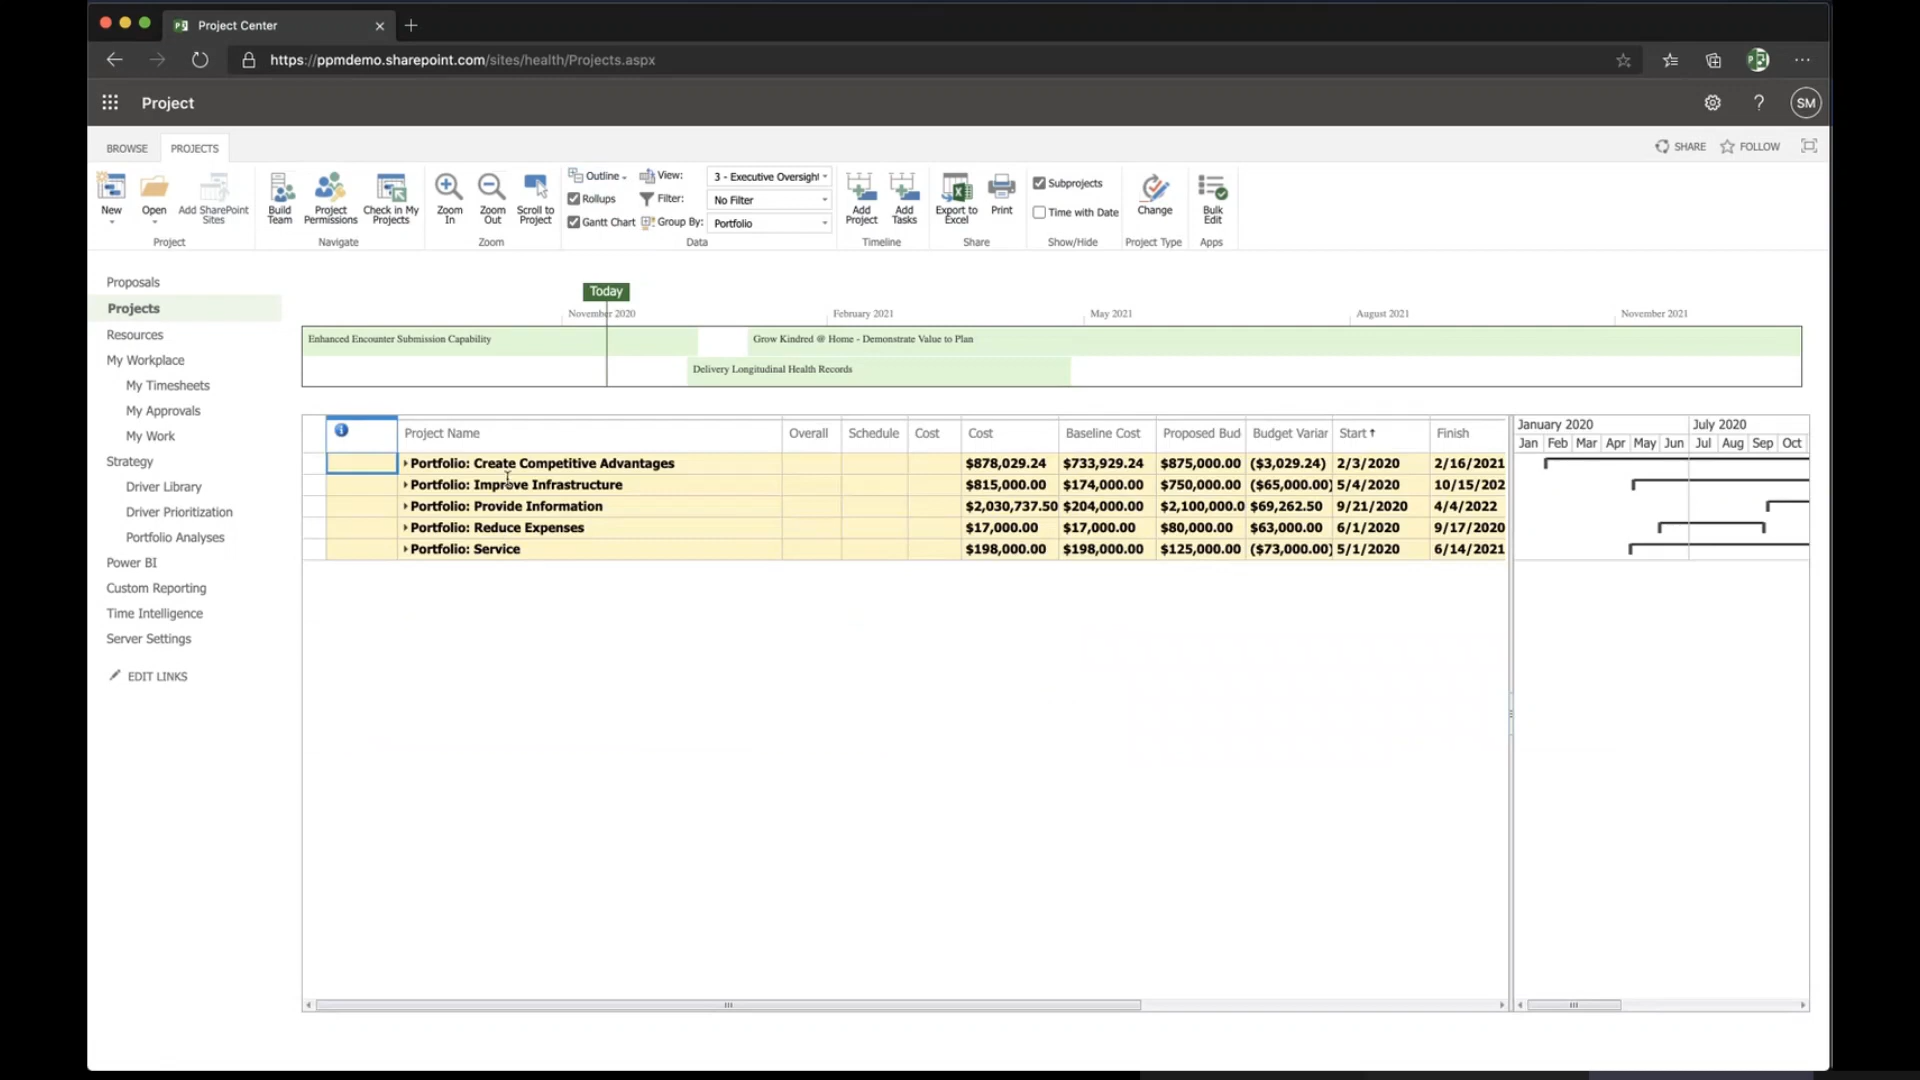 Project Center
https://ppmdemo.sharepoint.com/sites/health/Projects.aspx
Project
SM
BROWSE PROJECTS
SHARE FOLLOW
New
Open
Add SharePoint Sites
Project
Build Team
Project Permissions
Check in My Projects
Navigate
Zoom In
Zoom Out
Scroll to Project
Zoom
Outline
Rollups
Gantt Chart
View: 3 - Executive Oversight
Filter: No Filter
Group By: Portfolio
Data
Add Project
Add Tasks
Timeline
Export to Excel
Print
Share
Subprojects
Time with Date
Show/Hide
Change
Project Type
Bulk Edit
Apps
Proposals
Projects
Resources
My Workplace
My Timesheets
My Approvals
My Work
Strategy
Driver Library
Driver Prioritization
Portfolio Analyses
Power BI
Custom Reporting
Time Intelligence
Server Settings
EDIT LINKS
Today
November 2020 February 2021 May 2021 August 2021 November 2021
Enhanced Encounter Submission Capability
Grow Kindred @ Home - Demonstrate Value to Plan
Delivery Longitudinal Health Records
Project Name Overall Schedule Cost Cost Baseline Cost Proposed Bud Budget Varian Start Finish
Portfolio: Create Competitive Advantages $878,029.24 $733,929.24 $875,000.00 ($3,029.24) 2/3/2020 2/16/2021
Portfolio: Improve Infrastructure $815,000.00 $174,000.00 $750,000.00 ($65,000.00) 5/4/2020 10/15/202
Portfolio: Provide Information $2,030,737.50 $204,000.00 $2,100,000.0 $69,262.50 9/21/2020 4/4/2022
Portfolio: Reduce Expenses $17,000.00 $17,000.00 $80,000.00 $63,000.00 6/1/2020 9/17/2020
Portfolio: Service $198,000.00 $198,000.00 $125,000.00 ($73,000.00) 5/1/2020 6/14/2021
January 2020 July 2020
Jan Feb Mar Apr May Jun Jul Aug Sep Oct